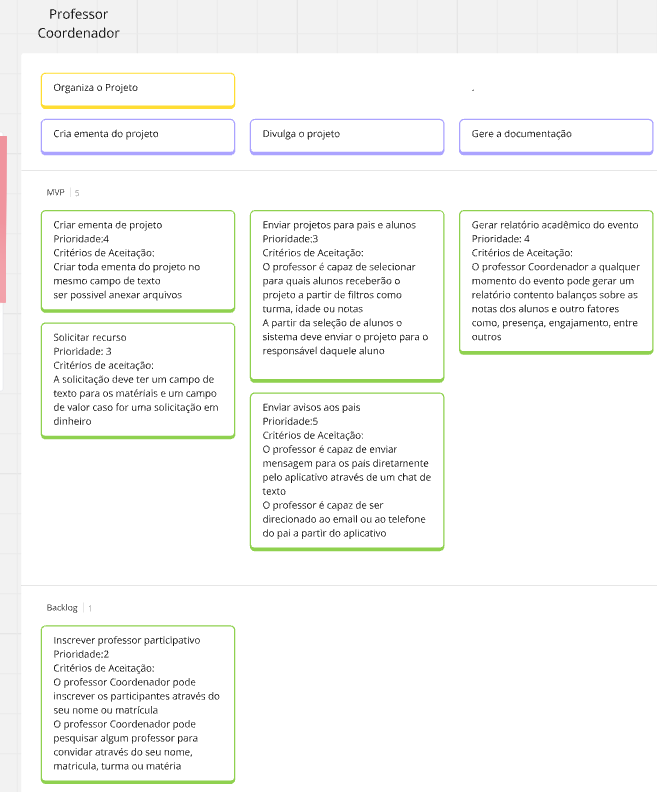 Professor
Coordenador
Organiza o Projeto
.
Cria ementa do projeto
Divulga o projeto
Gere a documentação
MVP | 5
Criar ementa de projeto
Prioridade;4
Critérios de Aceitação:
Criar toda ementa do projeto no
mesmo campo de texto
ser possivel anexar arquivos
Solicitar recurso
Prioridade: 3
Critérios de aceitação:
A solicitação deve ter um campo de
texto para os matériais e um campo
de valor caso for uma solicitação em
dinheiro
Enviar projetos para pais e alunos
Prioridade:3
Critérios de Aceitação:
O professor é capaz de selecionar
para quais alunos receberão o
projeto a partir de filtros como
turma, idade ou notas
A partir da seleção de alunos o
sistema deve enviar o projeto para o
responsável daquele aluno
Enviar avisos aos pais
Prioridade:5
Critérios de Aceitação:
O professor é capaz de enviar
mensagem para os pais diretamente
pelo aplicativo através de um chat de
texto
O professor é capaz de ser
direcionado ao email ou ao telefone
do pai a partir do aplicativo
Gerar relatório acadêmico do evento
Prioridade: 4
Critérios de Aceitação:
O professor Coordenador a qualquer
momento do evento pode gerar um
relatório contento balanços sobre as
notas dos alunos e outro fatores
como, presença, engajamento, entre
outros
Backlog | 1
Inscrever professor participativo
Prioridade:2
Critérios de Aceitação:
O professor Coordenador pode
inscrever os participantes através do
seu nome ou matrícula
O professor Coordenador pode
pesquisar algum professor para
convidar através do seu nome,
matricula, turma ou matéria